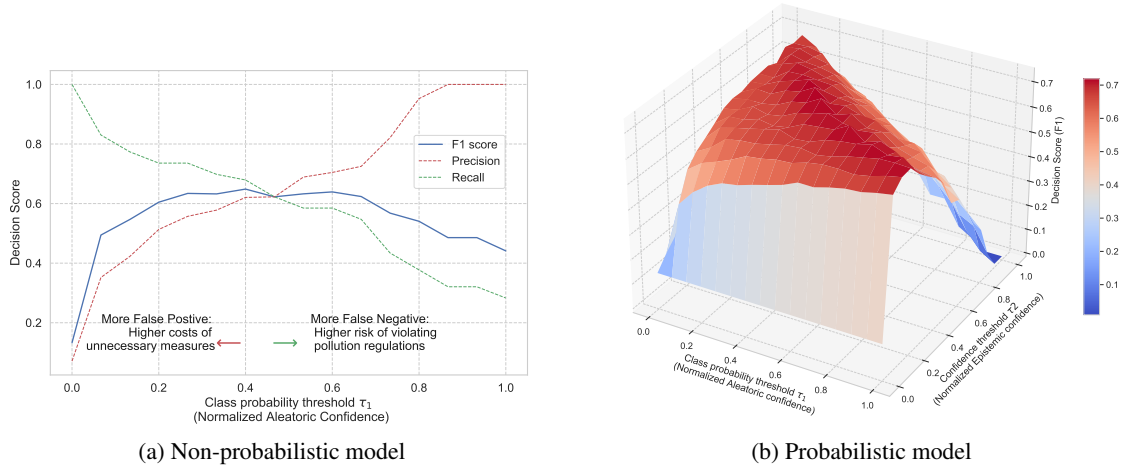 1.0
0.8
0.6
0.4
0.2
Decision Score
F1 score
Precision
Recall
More False Postive:
Higher costs of
unnecessary measures
More False Negative:
Higher risk of violating
pollution regulations
0.0 0.2 0.4 0.6 0.8 1.0
Class probability threshold τ₁
(Normalized Aleatoric Confidence)
(a) Non-probabilistic model
0.7
0.6
0.5
0.4
0.3
0.2
0.1
0.0
Decision Score (F1)
0.0 0.2 0.4 0.6 0.8 1.0
Class probability threshold τ₁
(Normalized Aleatoric confidence)
0.0 0.2 0.4 0.6 0.8 1.0
Confidence threshold τ2
(Normalized Epistemic confidence)
0.7
0.6
0.5
0.4
0.3
0.2
0.1
(b) Probabilistic model